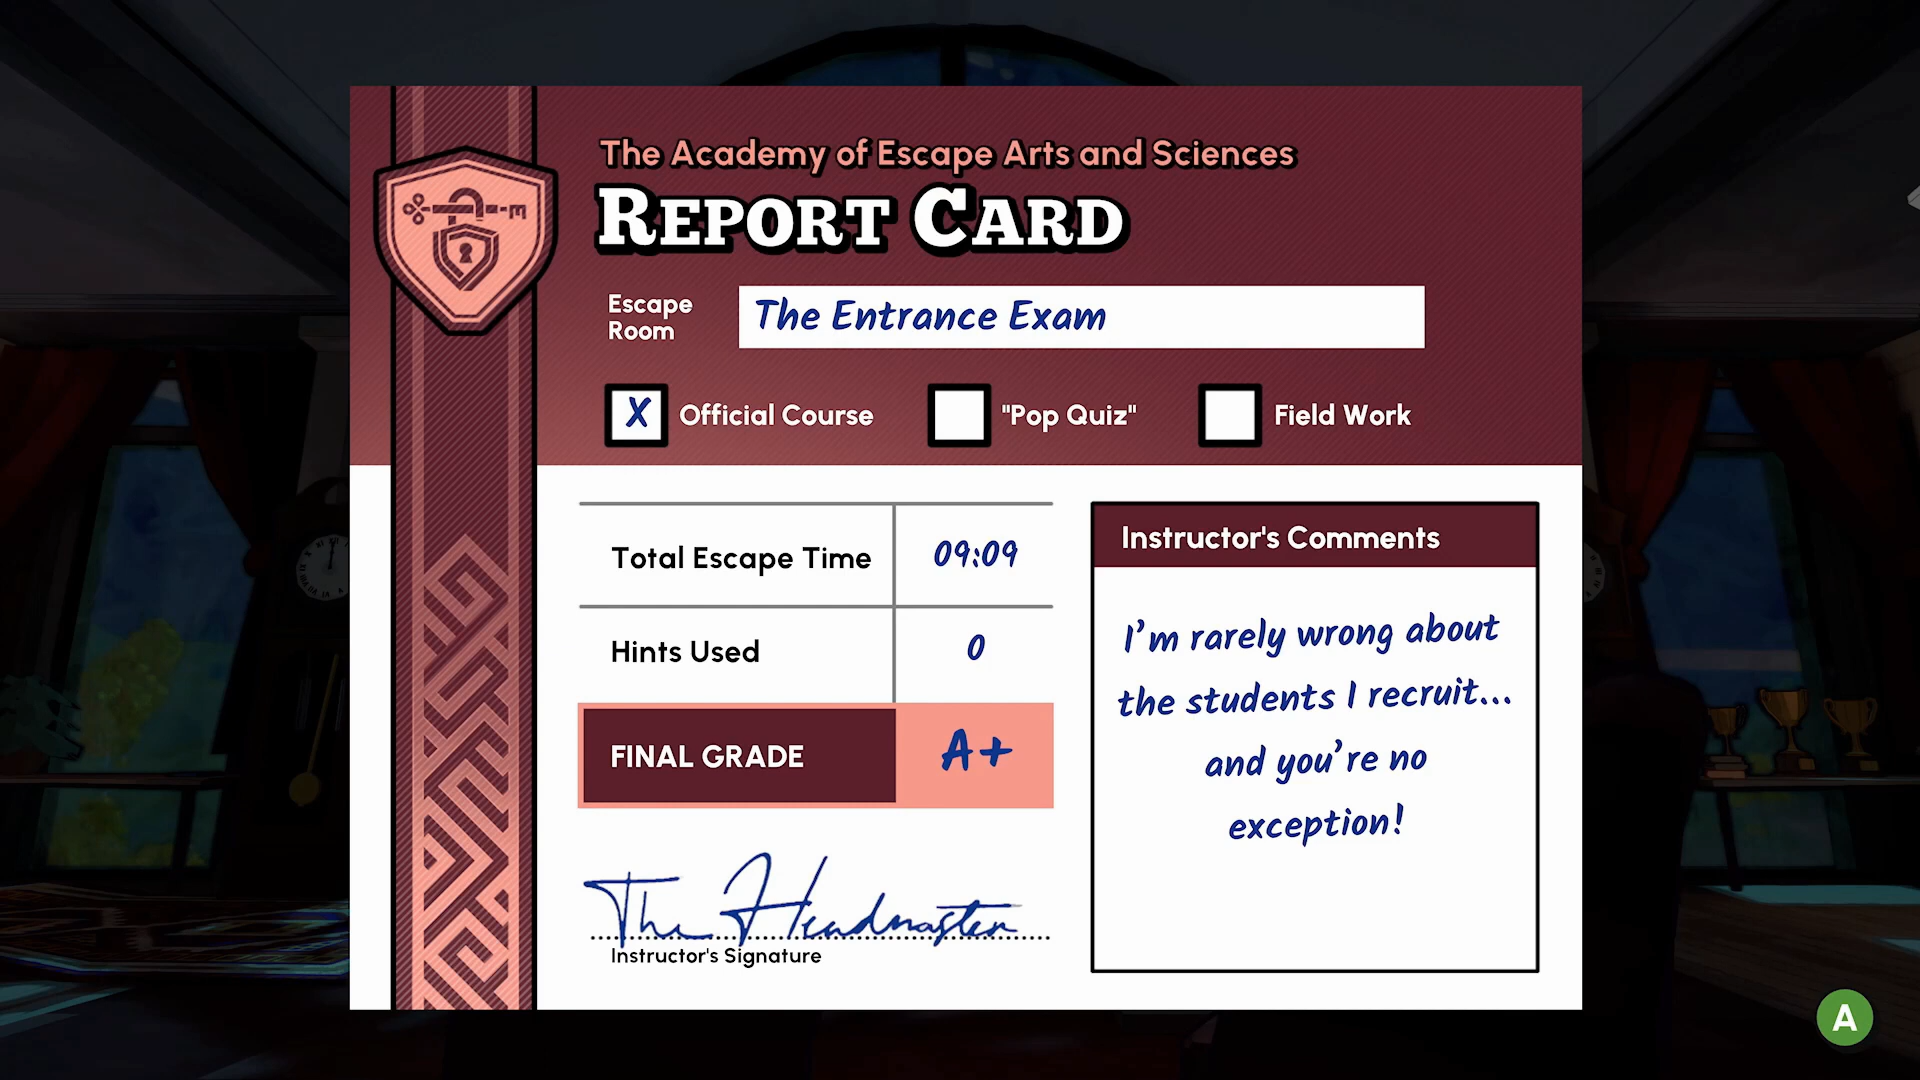 The Academy of Escape Arts and Sciences
REPORT CARD
Escape
Room
The Entrance Exam
X Official Course
"Pop Quiz"
Field Work
Total Escape Time 09:09
Hints Used 0
FINAL GRADE A+
The Headmaster
Instructor's Signature
Instructor's Comments
I'm rarely wrong about
the students I recruit...
and you're no
exception!
A